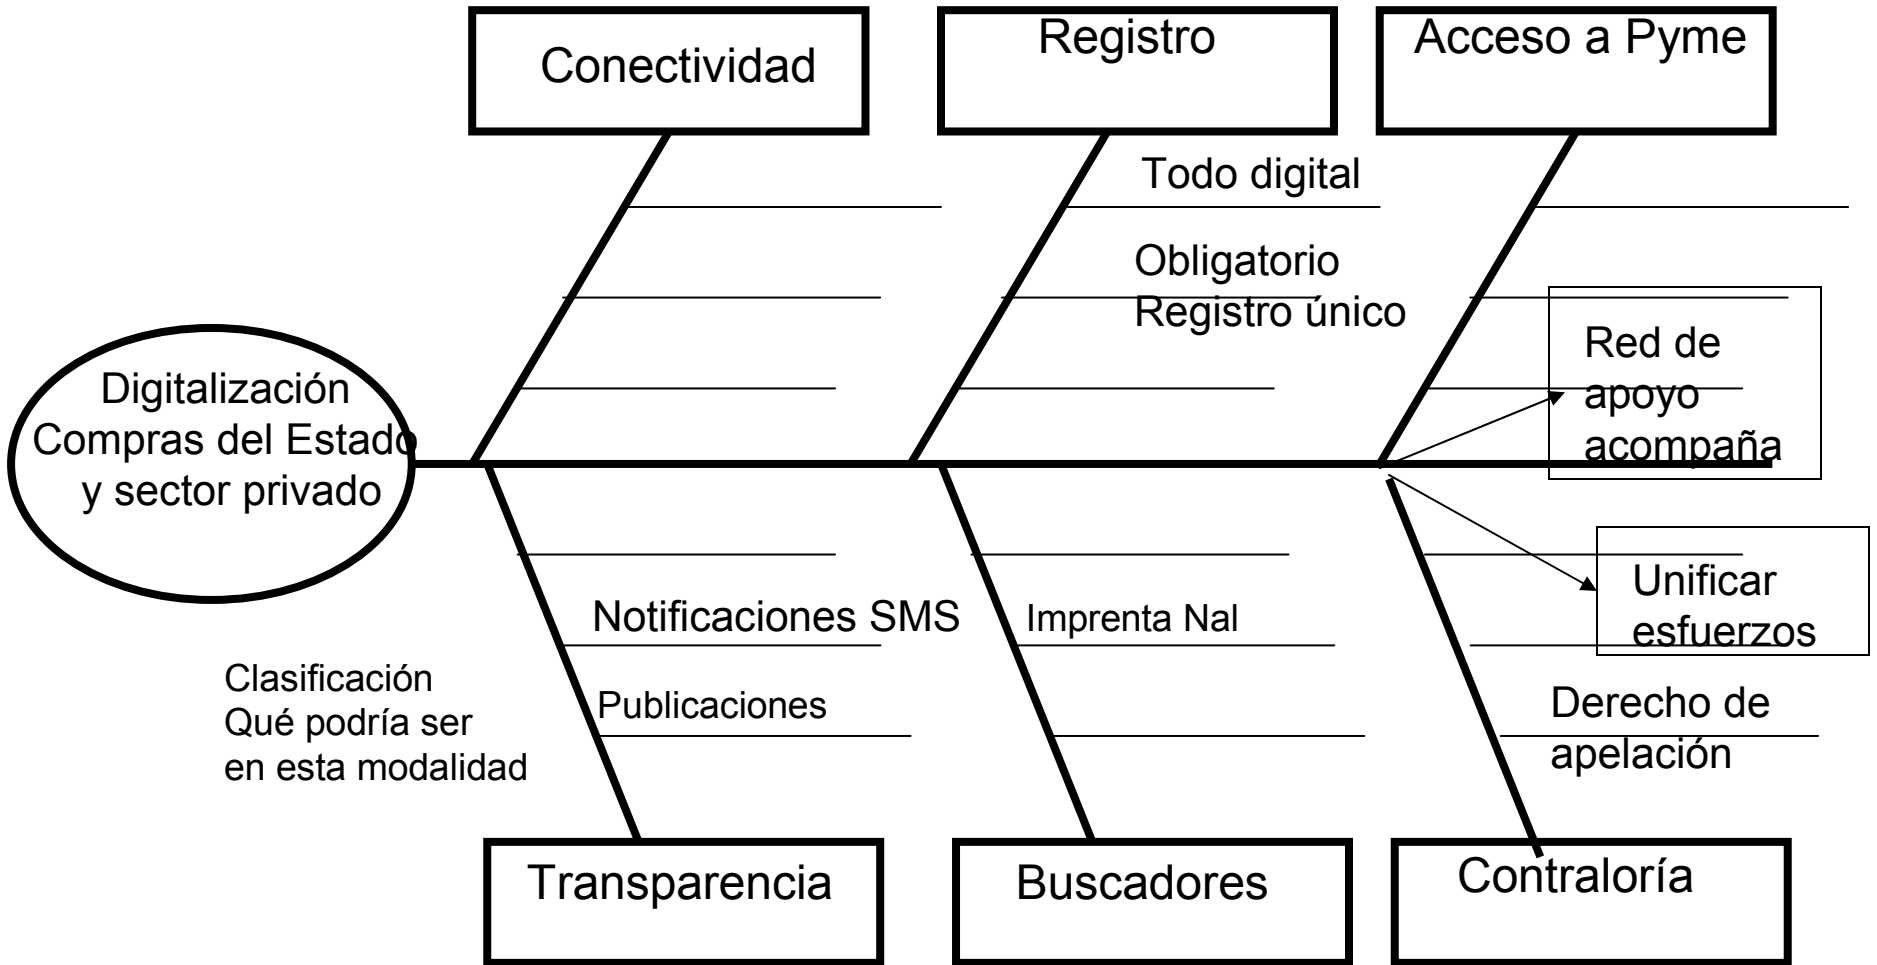 Conectividad
Registro
Acceso a Pyme
Todo digital
Obligatorio
Registro único
Red de
apoyo
acompaña
Digitalización
Compras del Estado
y sector privado
Unificar
esfuerzos
Notificaciones SMS
Imprenta Nal
Clasificación
Qué podría ser
en esta modalidad
Publicaciones
Derecho de
apelación
Transparencia
Buscadores
Contraloría